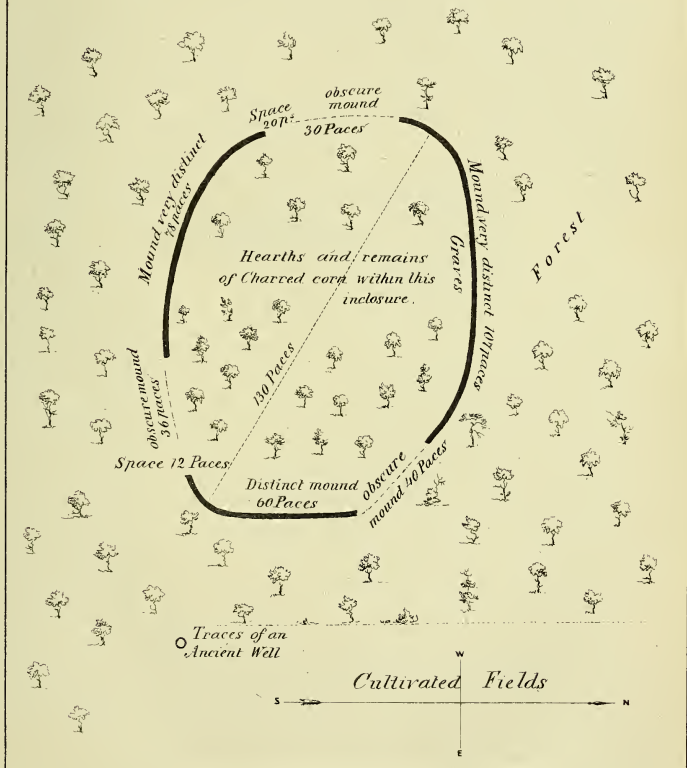 obscure
mound
Space
20 p.s
30 Paces
Mound very distinct
78 paces
Mound very distinct 107 paces
Graves
Forest
Hearths and remains
of Charred corn within this
inclosure.
130 Paces
obscure mound
36 paces
Space 12 Paces
Distinct mound
60 Paces
obscure
mound 40 Paces
Traces of an
Ancient Well
Cultivated Fields
W
S
N
E